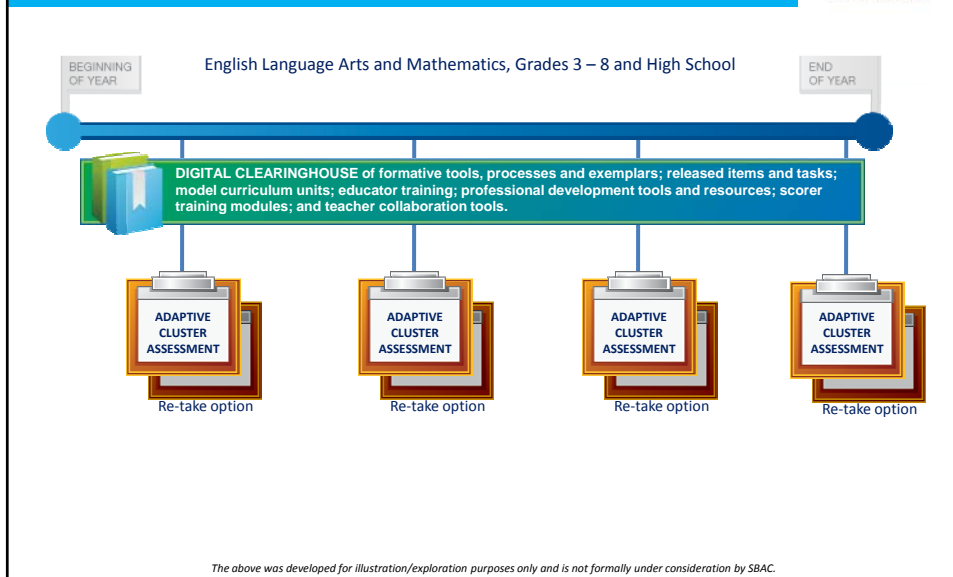 BEGINNING
OF YEAR
English Language Arts and Mathematics, Grades 3 – 8 and High School
END
OF YEAR
DIGITAL CLEARINGHOUSE of formative tools, processes and exemplars; released items and tasks;
model curriculum units; educator training; professional development tools and resources; scorer
training modules; and teacher collaboration tools.
ADAPTIVE
CLUSTER
ASSESSMENT
Re-take option
ADAPTIVE
CLUSTER
ASSESSMENT
Re-take option
ADAPTIVE
CLUSTER
ASSESSMENT
Re-take option
ADAPTIVE
CLUSTER
ASSESSMENT
Re-take option
The above was developed for illustration/exploration purposes only and is not formally under consideration by SBAC.